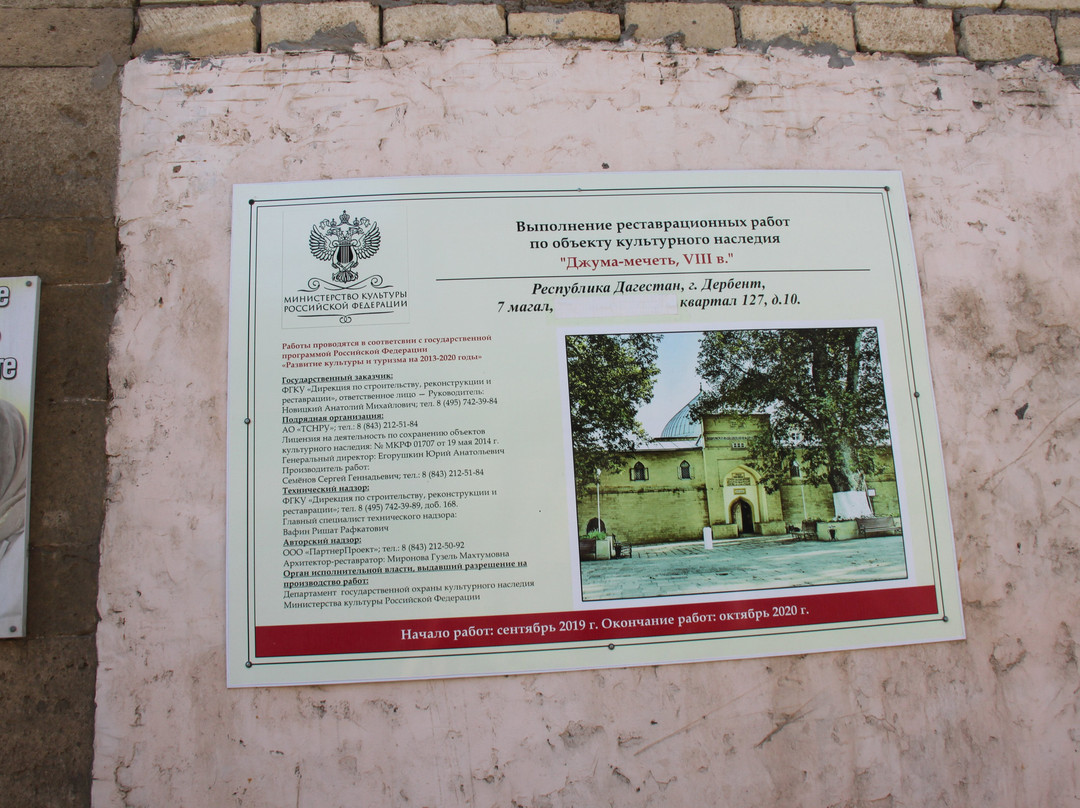 МИНИСТЕРСТВО КУЛЬТУРЫ
РОССИЙСКОЙ ФЕДЕРАЦИИ
Выполнение реставрационных работ
по объекту культурного наследия
"Джума-мечеть, VIII в."
Республика Дагестан, г. Дербент,
7 магал, квартал 127, д.10.
Работы проводятся в соответсвии с государственной
программой Российской Федерации
«Развитие культуры и туризма на 2013-2020 годы»
Государственный заказчик:
ФГКУ «Дирекция по строительству, реконструкции и
реставрации», ответственное лицо — Руководитель:
Новицкий Анатолий Михайлович; тел. 8 (495) 742-39-84
Подрядная организация:
АО «ТСНРУ»; тел.: 8 (843) 212-51-84
Лицензия на деятельность по сохранению объектов
культурного наследия: № МКРФ 01707 от 19 мая 2014 г.
Генеральный директор: Егорушкин Юрий Анатольевич
Производитель работ:
Семёнов Сергей Геннадьевич; тел.: 8 (843) 212-51-84
Технический надзор:
ФГКУ «Дирекция по строительству, реконструкции и
реставрации»; тел. 8 (495) 742-39-89, доб. 168.
Главный специалист технического надзора:
Вафин Ришат Рафкатович
Авторский надзор:
ООО «ПартнерПроект»; тел.: 8 (843) 212-50-92
Архитектор-реставратор: Миронова Гузель Махтумовна
Орган исполнительной власти, выдавший разрешение на
производство работ:
Департамент государственной охраны культурного наследия
Министерства культуры Российской Федерации
Начало работ: сентябрь 2019 г. Окончание работ: октябрь 2020 г.